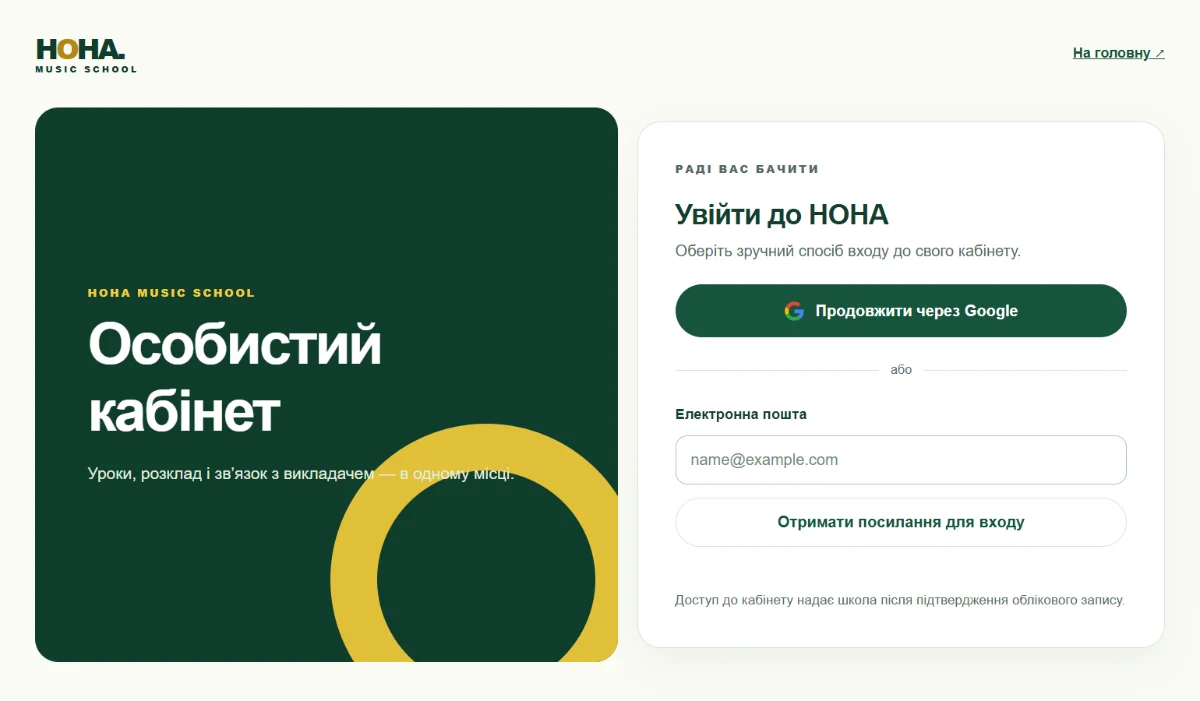 НОНА.
MUSIC SCHOOL
На головну ↗
НОНА MUSIC SCHOOL
Особистий
кабінет
Уроки, розклад і зв’язок з викладачем — в одному місці.
РАДІ ВАС БАЧИТИ
Увійти до НОНА
Оберіть зручний спосіб входу до свого кабінету.
Продовжити через Google
або
Електронна пошта
name@example.com
Отримати посилання для входу
Доступ до кабінету надає школа після підтвердження облікового запису.